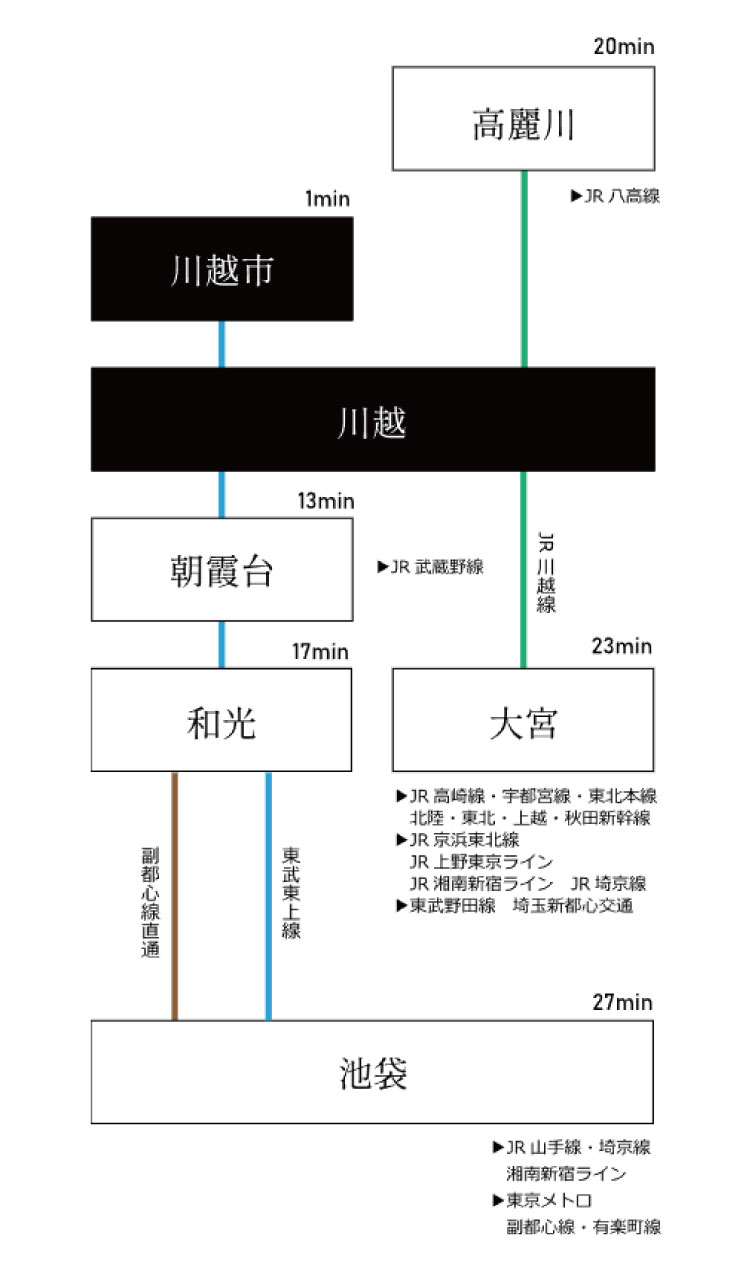 20min
高麗川
▶JR 八高線
1min
川越市
川越
13min
朝霞台
▶JR 武蔵野線
JR 川越線
17min
和光
23min
大宮
▶JR 高崎線・宇都宮線・東北本線
北陸・東北・上越・秋田新幹線
▶JR 京浜東北線
JR 上野東京ライン
JR 湘南新宿ライン　JR 埼京線
▶東武野田線　埼玉新都心交通
副都心線直通
東武東上線
27min
池袋
▶JR 山手線・埼京線
湘南新宿ライン
▶東京メトロ
副都心線・有楽町線